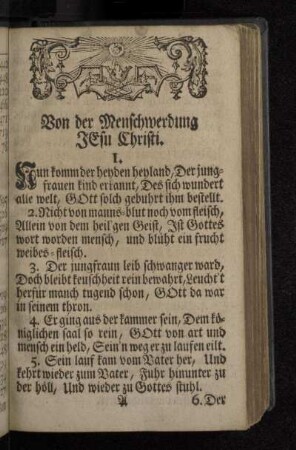 Von der Menschwerdung
JEsu Christi.
I.
Nun komm der heyden heyland, Der jung-
frauen kind erkannt, Des sich wundert
alle welt, GOtt solch geburt ihm bestellt.
2. Nicht von manns-blut noch vom fleisch,
Allein von dem heil'gen Geist, Ist Gottes
wort worden mensch, und blüht ein frucht
weibes-fleisch.
3. Der jungfraun leib schwanger ward,
Doch bleibt keuschheit rein bewahrt, Leucht't
herfür manch tugend schon, GOtt da war
in seinem thron.
4. Er ging aus der kammer sein, Dem kö-
niglichen saal so rein, GOtt von art und
mensch ein held, Sein'n weg er zu laufen eilt.
5. Sein lauf kam vom Vater her, Und
kehrt wieder zum Vater, Fuhr hinunter zu
der höll, Und wieder zu Gottes stuhl.
A 6. Der